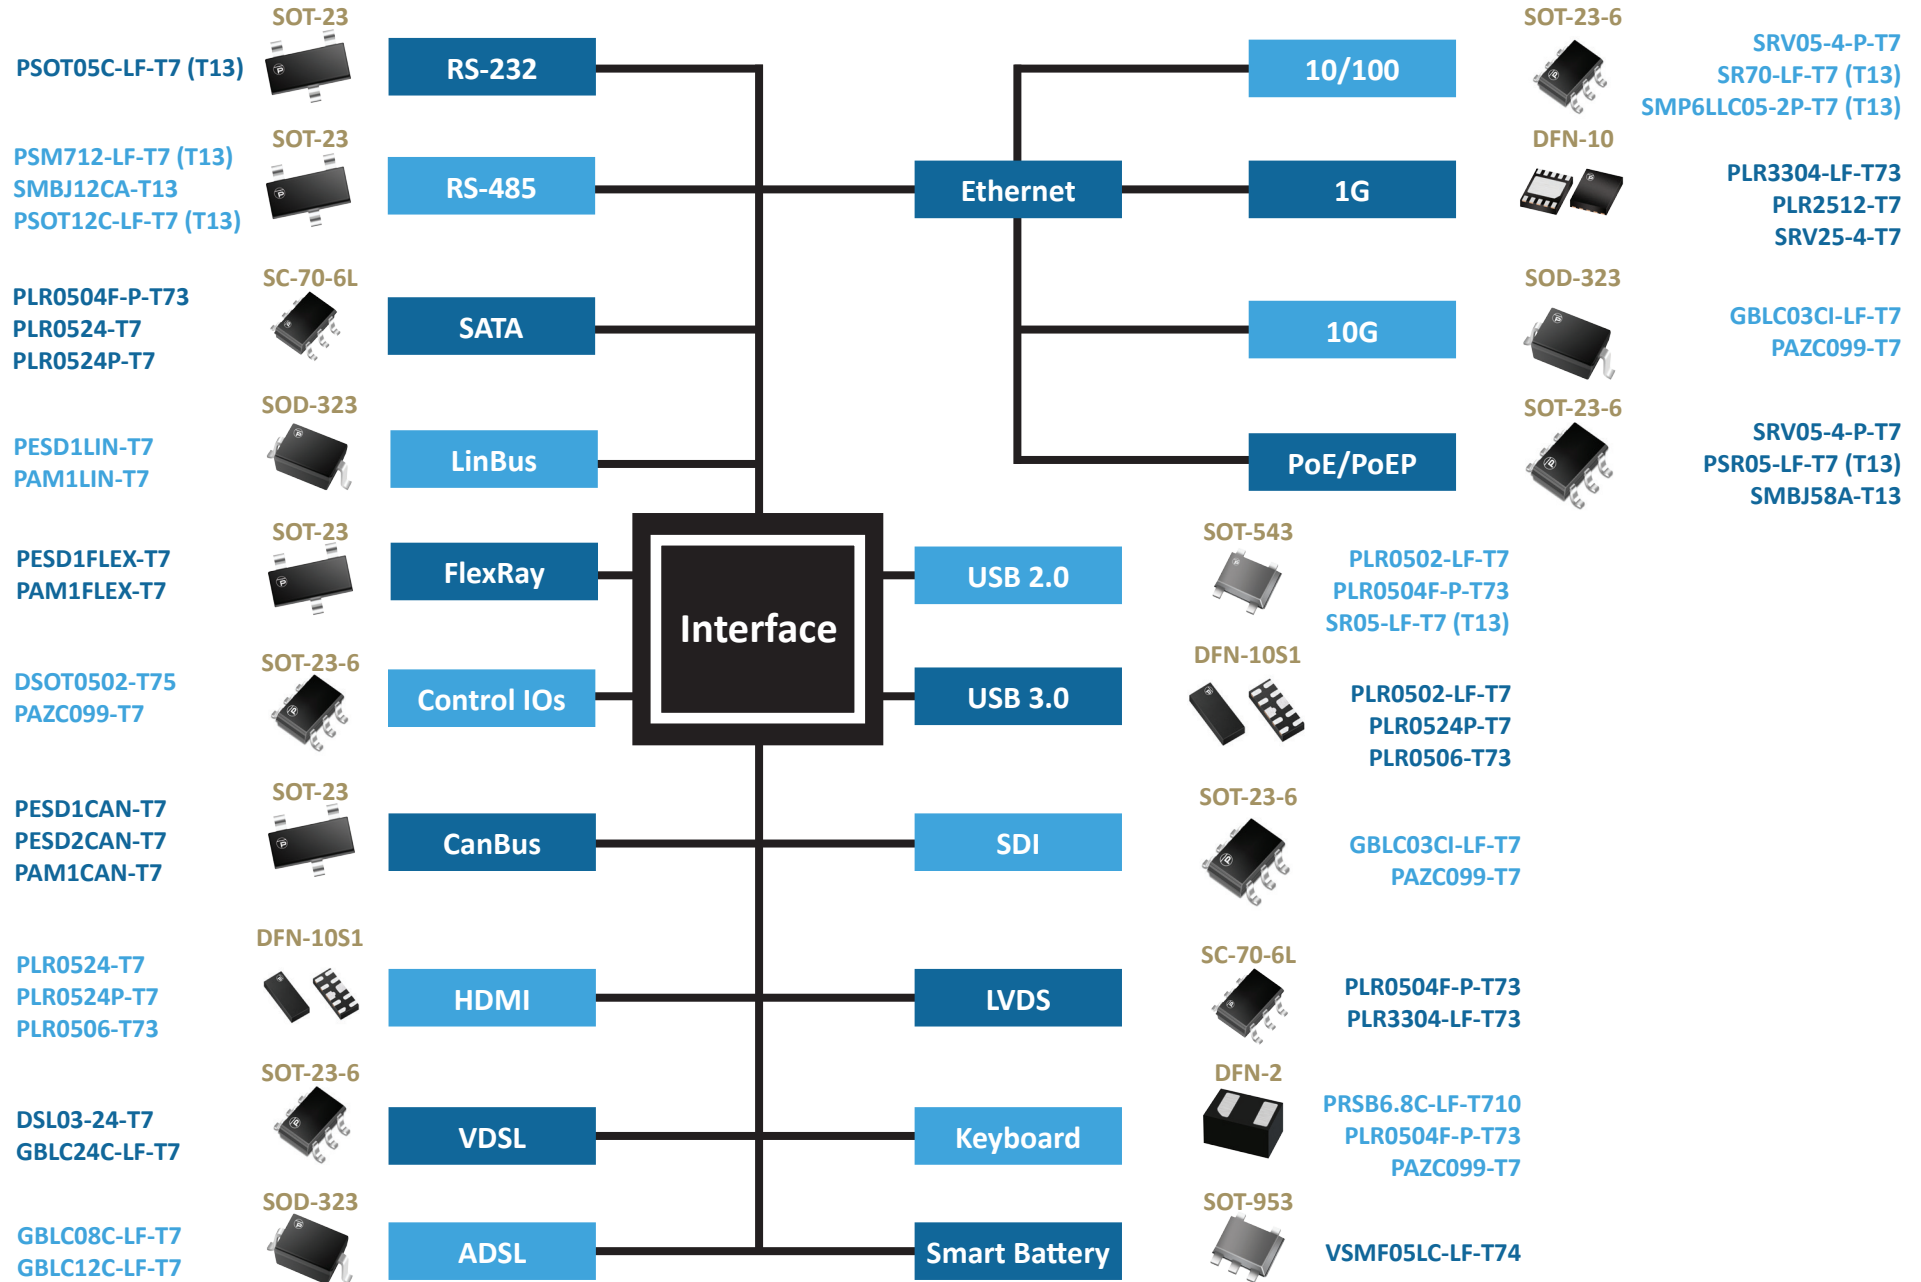 SOT-23
PSOT05C-LF-T7 (T13)
RS-232
SOT-23
PSM712-LF-T7 (T13)
SMBJ12CA-T13
PSOT12C-LF-T7 (T13)
RS-485
SC-70-6L
PLR0504F-P-T73
PLR0524-T7
PLR0524P-T7
SATA
SOD-323
PESD1LIN-T7
PAM1LIN-T7
LinBus
SOT-23
PESD1FLEX-T7
PAM1FLEX-T7
FlexRay
SOT-23-6
DSOT0502-T75
PAZC099-T7
Control IOs
SOT-23
PESD1CAN-T7
PESD2CAN-T7
PAM1CAN-T7
CanBus
DFN-10S1
PLR0524-T7
PLR0524P-T7
PLR0506-T73
HDMI
SOT-23-6
DSL03-24-T7
GBLC24C-LF-T7
VDSL
SOD-323
GBLC08C-LF-T7
GBLC12C-LF-T7
ADSL
Interface
Ethernet
10/100
SOT-23-6
SRV05-4-P-T7
SR70-LF-T7 (T13)
SMP6LLC05-2P-T7 (T13)
1G
DFN-10
PLR3304-LF-T73
PLR2512-T7
SRV25-4-T7
10G
SOD-323
GBLC03CI-LF-T7
PAZC099-T7
PoE/PoEP
SOT-23-6
SRV05-4-P-T7
PSR05-LF-T7 (T13)
SMBJ58A-T13
USB 2.0
SOT-543
PLR0502-LF-T7
PLR0504F-P-T73
SR05-LF-T7 (T13)
USB 3.0
DFN-10S1
PLR0502-LF-T7
PLR0524P-T7
PLR0506-T73
SDI
SOT-23-6
GBLC03CI-LF-T7
PAZC099-T7
LVDS
SC-70-6L
PLR0504F-P-T73
PLR3304-LF-T73
Keyboard
DFN-2
PRSB6.8C-LF-T710
PLR0504F-P-T73
PAZC099-T7
Smart Battery
SOT-953
VSMF05LC-LF-T74